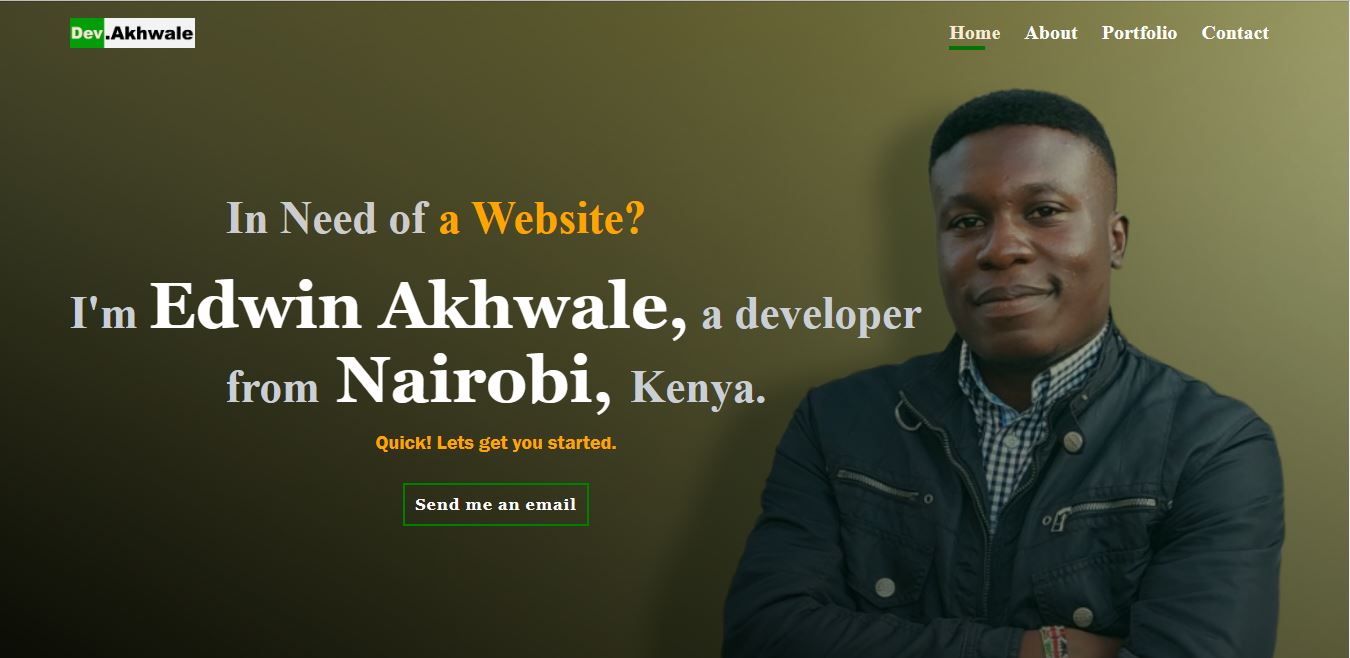 Dev.Akhwale
Home About Portfolio Contact
In Need of a Website?
I'm Edwin Akhwale, a developer
from Nairobi, Kenya.
Quick! Lets get you started.
Send me an email